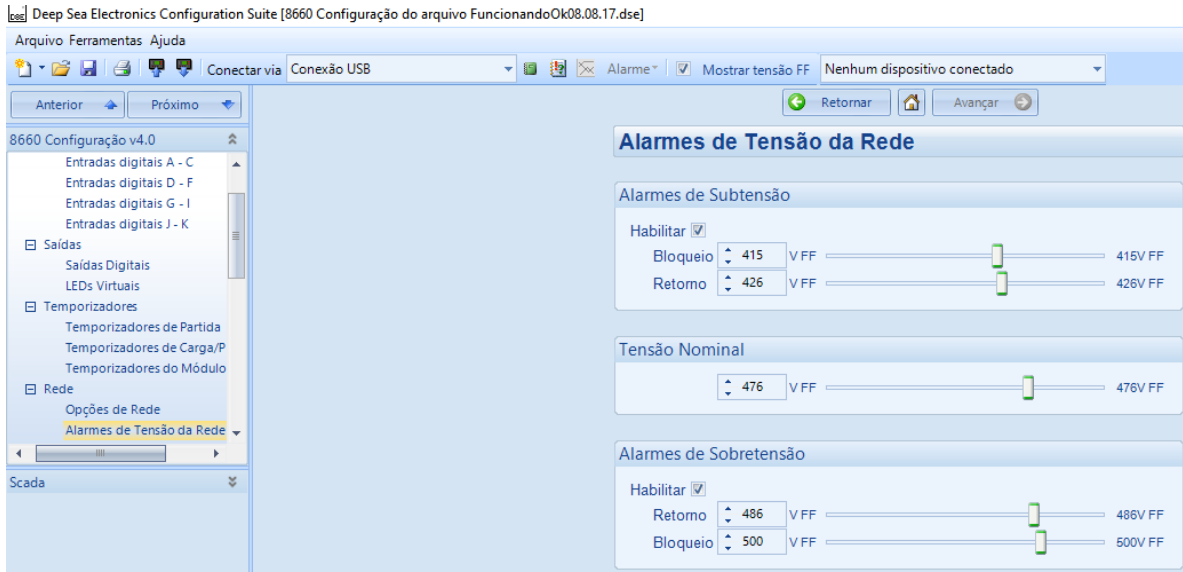 Deep Sea Electronics Configuration Suite [8660 Configuração do arquivo FuncionandoOk08.08.17.dse]
Arquivo Ferramentas Ajuda
Conectar via Conexão USB Alarme Mostrar tensão FF Nenhum dispositivo conectado
Anterior Próximo
Retornar Avançar
8660 Configuração v4.0
Entradas digitais A - C
Entradas digitais D - F
Entradas digitais G - I
Entradas digitais J - K
Saídas
Saídas Digitais
LEDs Virtuais
Temporizadores
Temporizadores de Partida
Temporizadores de Carga/P
Temporizadores do Módulo
Rede
Opções de Rede
Alarmes de Tensão da Rede
Scada
Alarmes de Tensão da Rede
Alarmes de Subtensão
Habilitar
Bloqueio 415 V FF 415V FF
Retorno 426 V FF 426V FF
Tensão Nominal
476 V FF 476V FF
Alarmes de Sobretensão
Habilitar
Retorno 486 V FF 486V FF
Bloqueio 500 V FF 500V FF